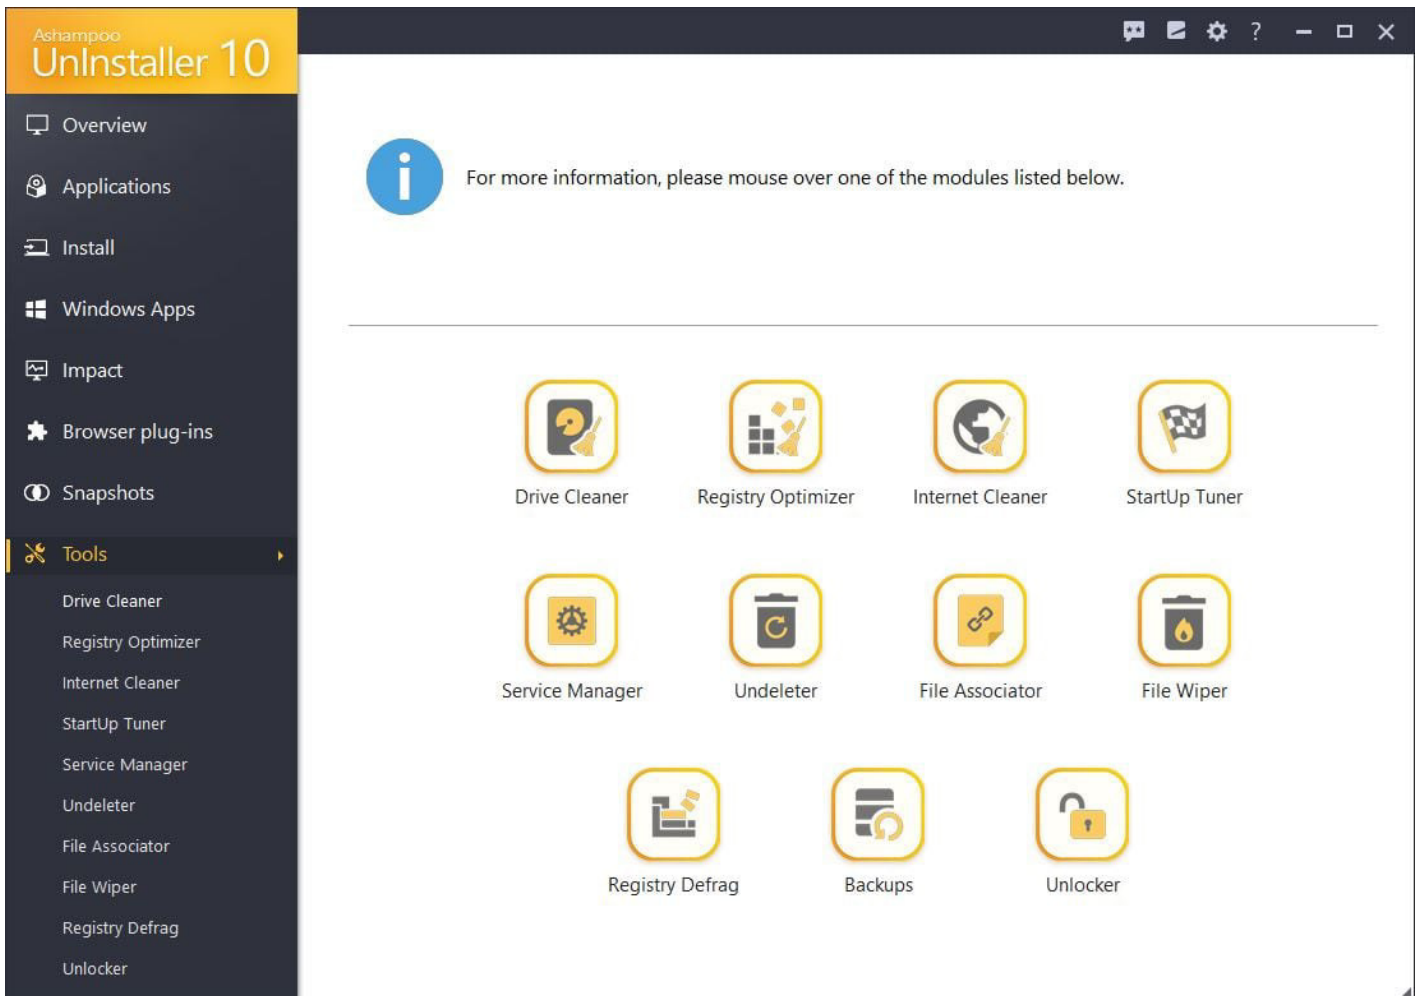 Ashampoo
UnInstaller 10
?
Overview
Applications
Install
Windows Apps
Impact
Browser plug-ins
Snapshots
Tools
Drive Cleaner
Registry Optimizer
Internet Cleaner
StartUp Tuner
Service Manager
Undeleter
File Associator
File Wiper
Registry Defrag
Unlocker
For more information, please mouse over one of the modules listed below.
Drive Cleaner
Registry Optimizer
Internet Cleaner
StartUp Tuner
Service Manager
Undeleter
File Associator
File Wiper
Registry Defrag
Backups
Unlocker